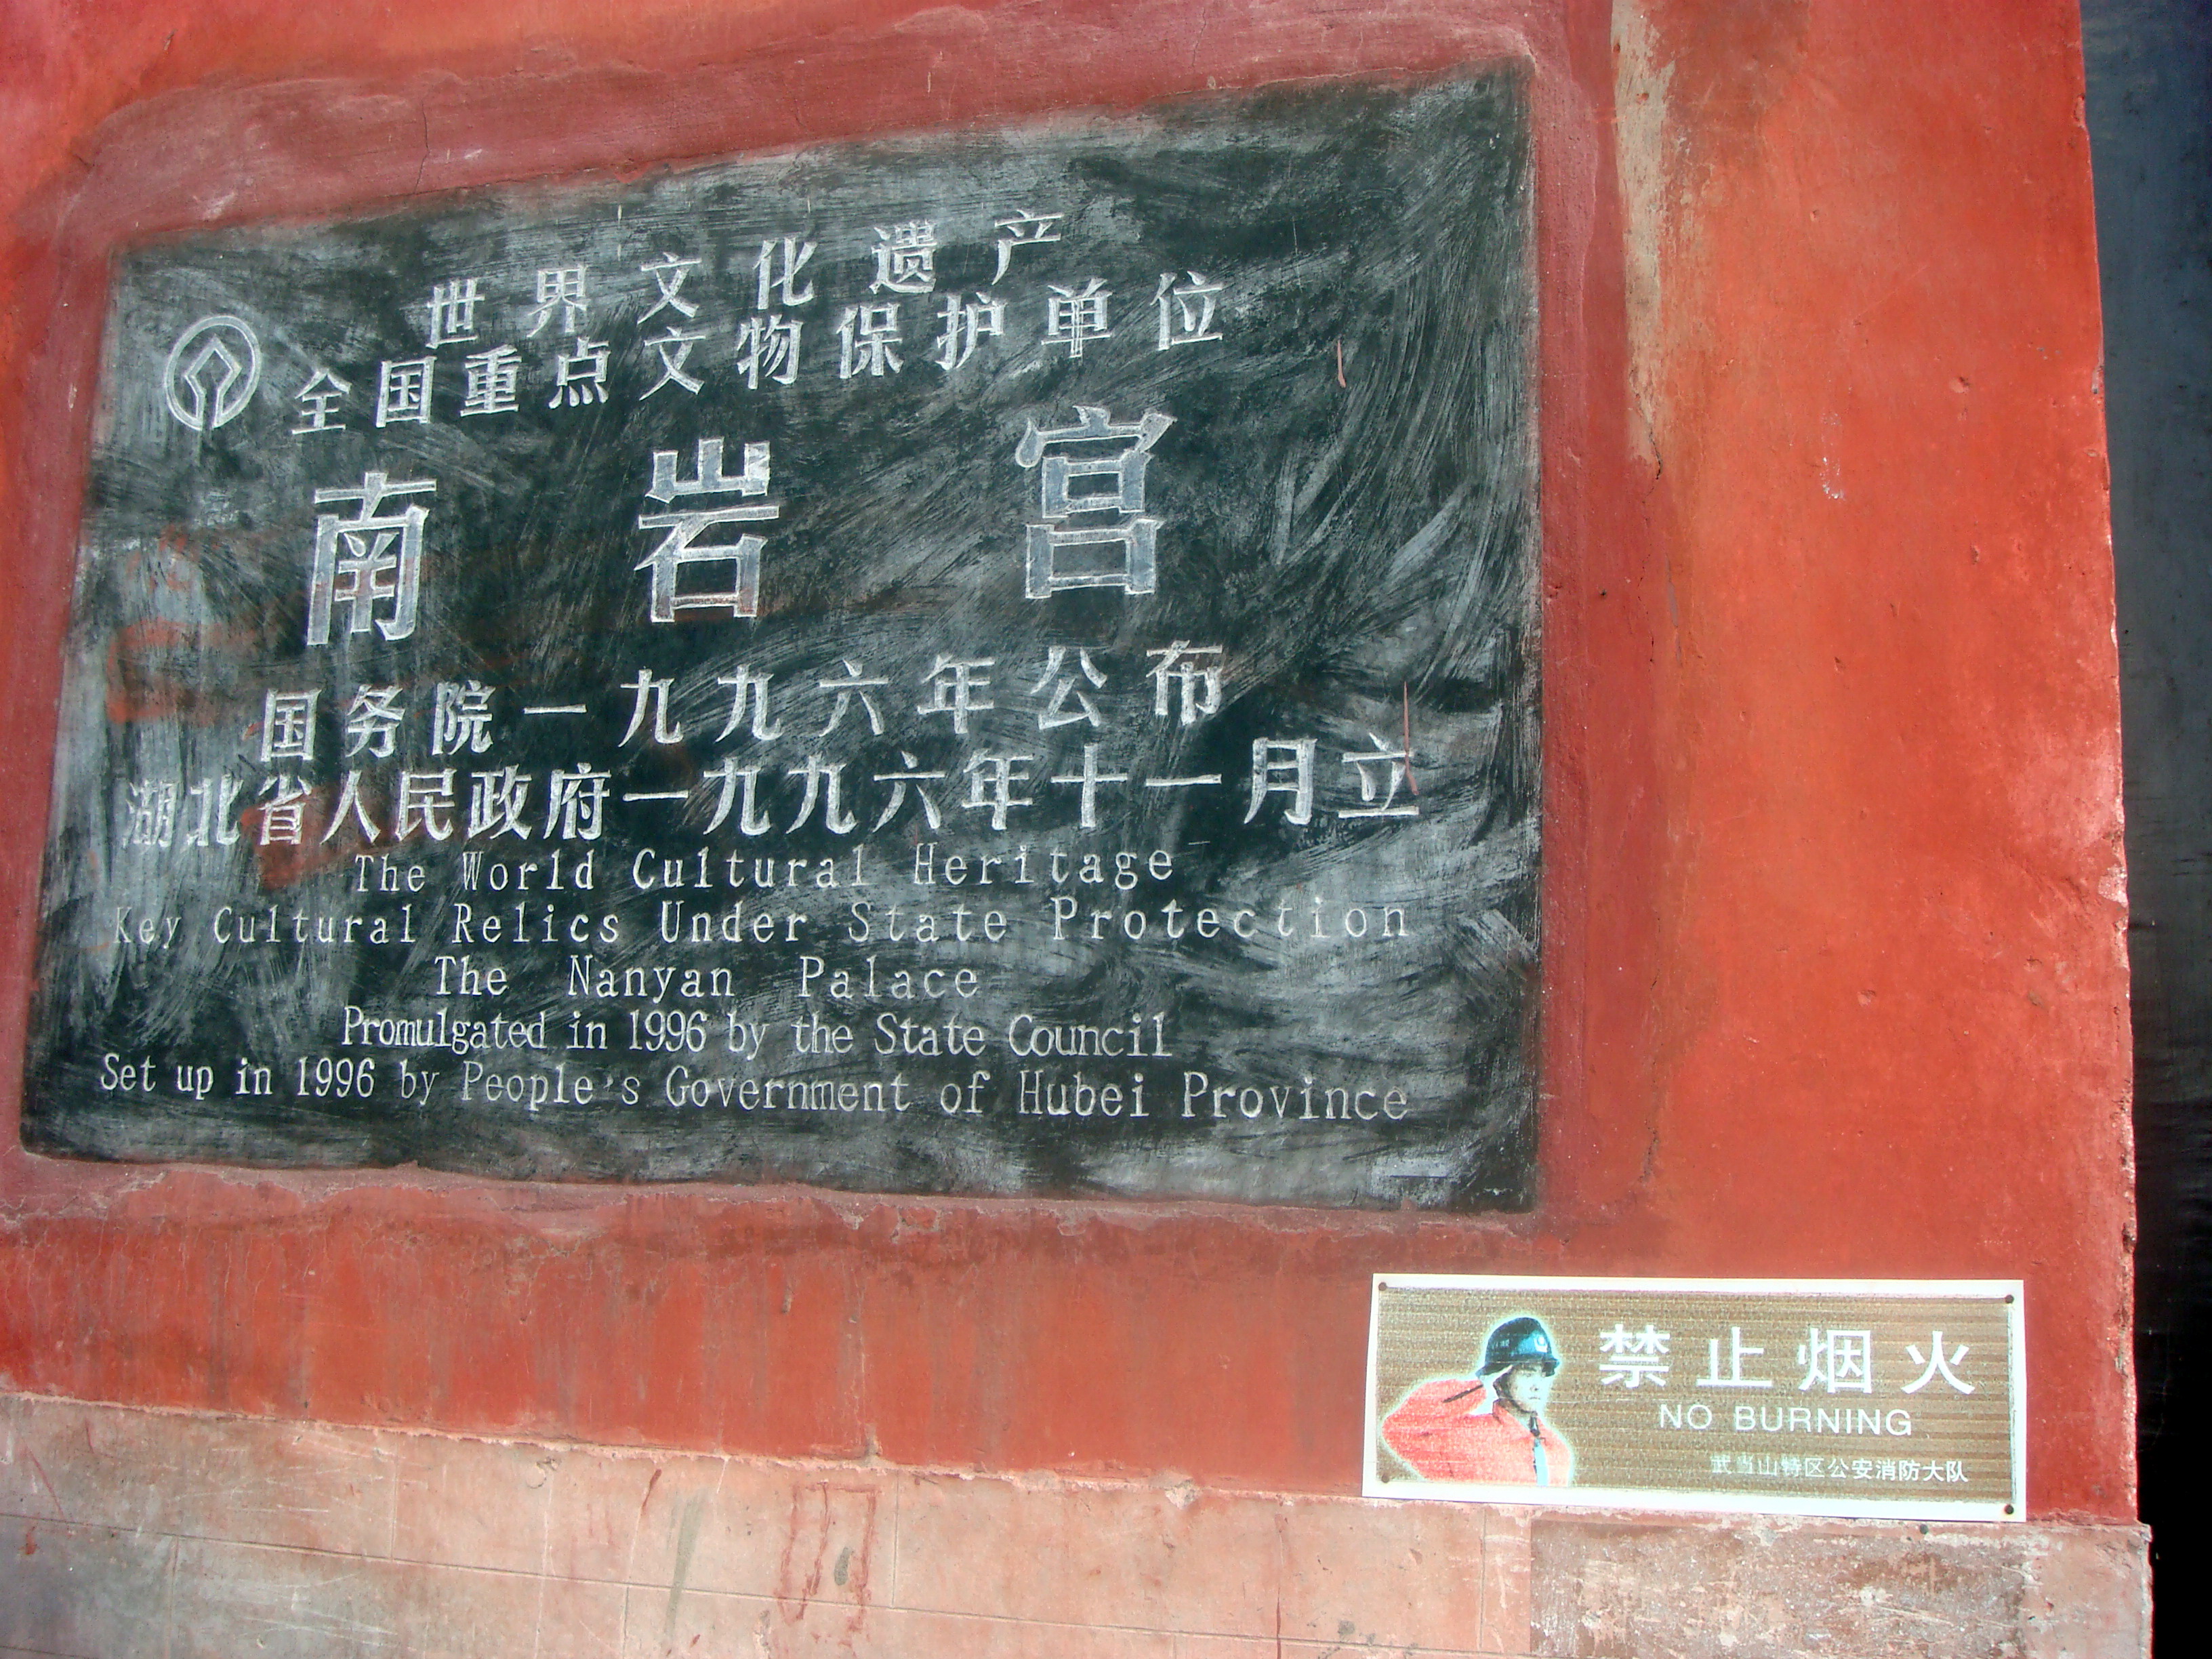 世界文化遗产
全国重点文物保护单位
南岩宫
国务院一九九六年公布
湖北省人民政府一九九六年十一月立
The World Cultural Heritage
Key Cultural Relics Under State Protection
The Nanyan Palace
Promulgated in 1996 by the State Council
Set up in 1996 by People's Government of Hubei Province
禁止烟火
NO BURNING
武当山特区公安消防大队